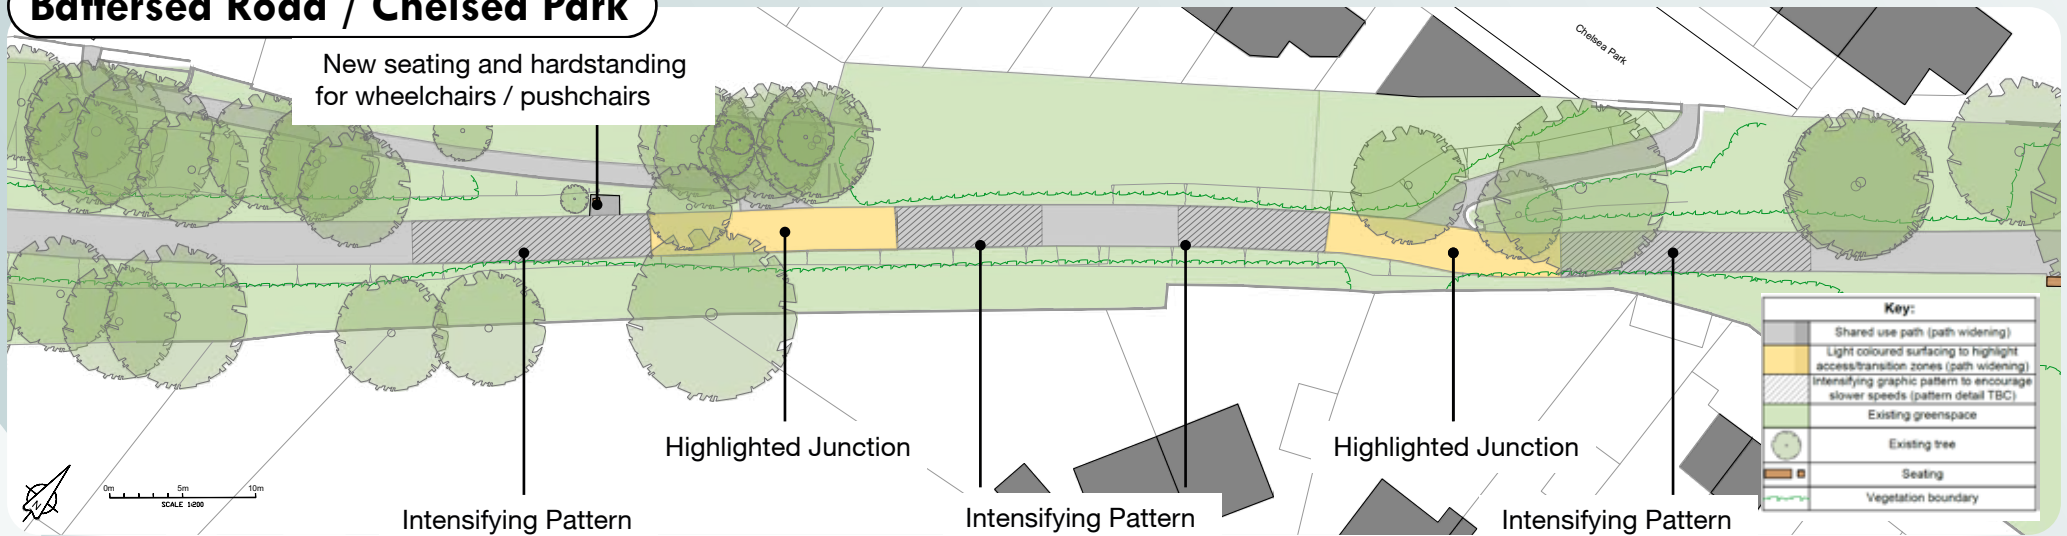 Battersea Road / Chelsea Park
New seating and hardstanding
for wheelchairs / pushchairs
Chelsea Park
Highlighted Junction
Highlighted Junction
Intensifying Pattern
Intensifying Pattern
Intensifying Pattern
N
0m 5m 10m
SCALE 1:200
Key:
Shared use path (path widening)
Light coloured surfacing to highlight
access/transition zones (path widening)
Intensifying graphic pattern to encourage
slower speeds (pattern detail TBC)
Existing greenspace
Existing tree
Seating
Vegetation boundary